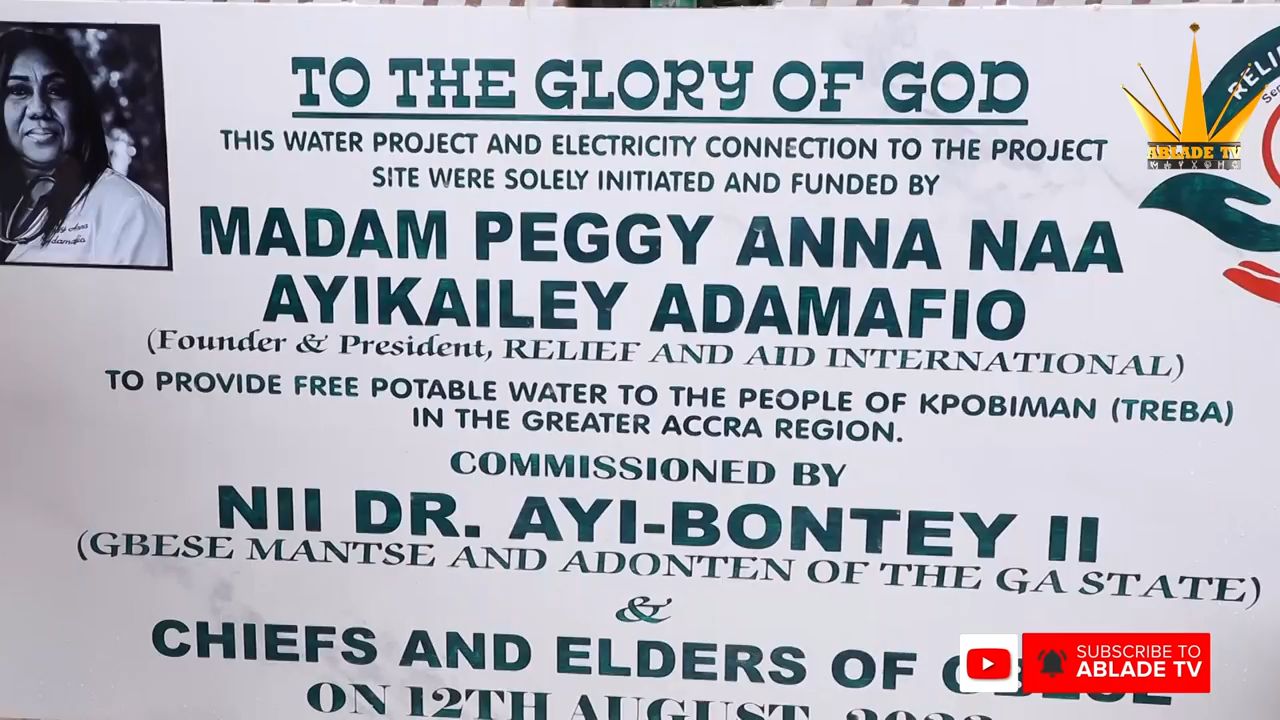 TO THE GLORY OF GOD
THIS WATER PROJECT AND ELECTRICITY CONNECTION TO THE PROJECT
SITE WERE SOLELY INITIATED AND FUNDED BY
MADAM PEGGY ANNA NAA
AYIKAILEY ADAMAFIO
(Founder & President, RELIEF AND AID INTERNATIONAL)
TO PROVIDE FREE POTABLE WATER TO THE PEOPLE OF KPOBIMAN (TREBA)
IN THE GREATER ACCRA REGION.
COMMISSIONED BY
NII DR. AYI-BONTEY II
(GBESE MANTSE AND ADONTEN OF THE GA STATE)
&
CHIEFS AND ELDERS OF
ON 12TH AUGUST,
ABLADE TV
SUBSCRIBE TO
ABLADE TV